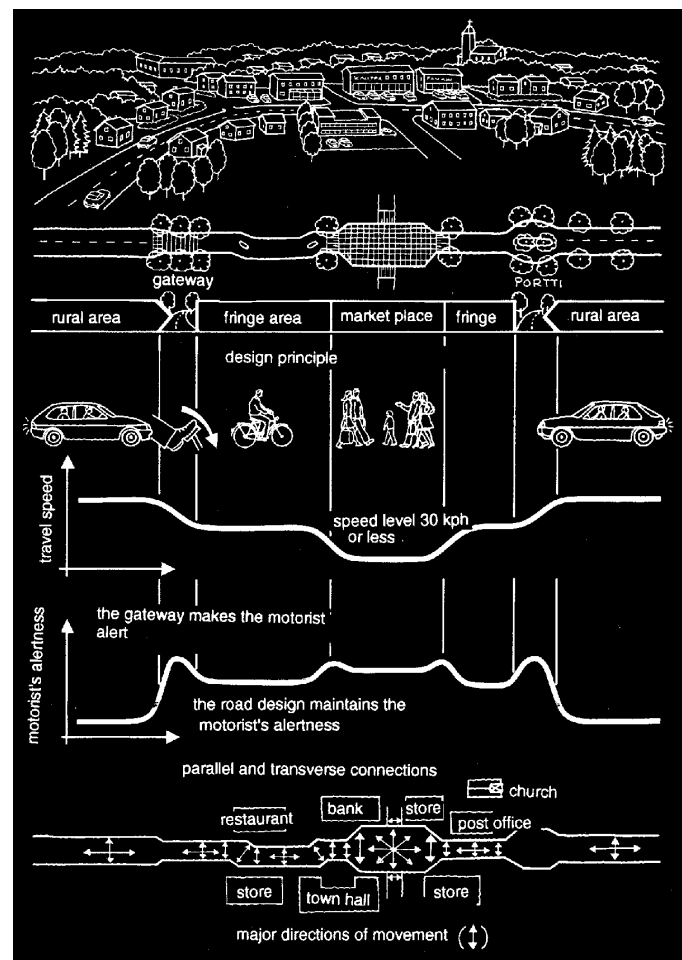 gateway
PORTTI
rural area
fringe area
market place
fringe
rural area
design principle
travel speed
speed level 30 kph
or less
motorist's alertness
the gateway makes the motorist
alert
the road design maintains the
motorist's alertness
parallel and transverse connections
church
restaurant
bank
store
post office
store
town hall
store
major directions of movement ( )